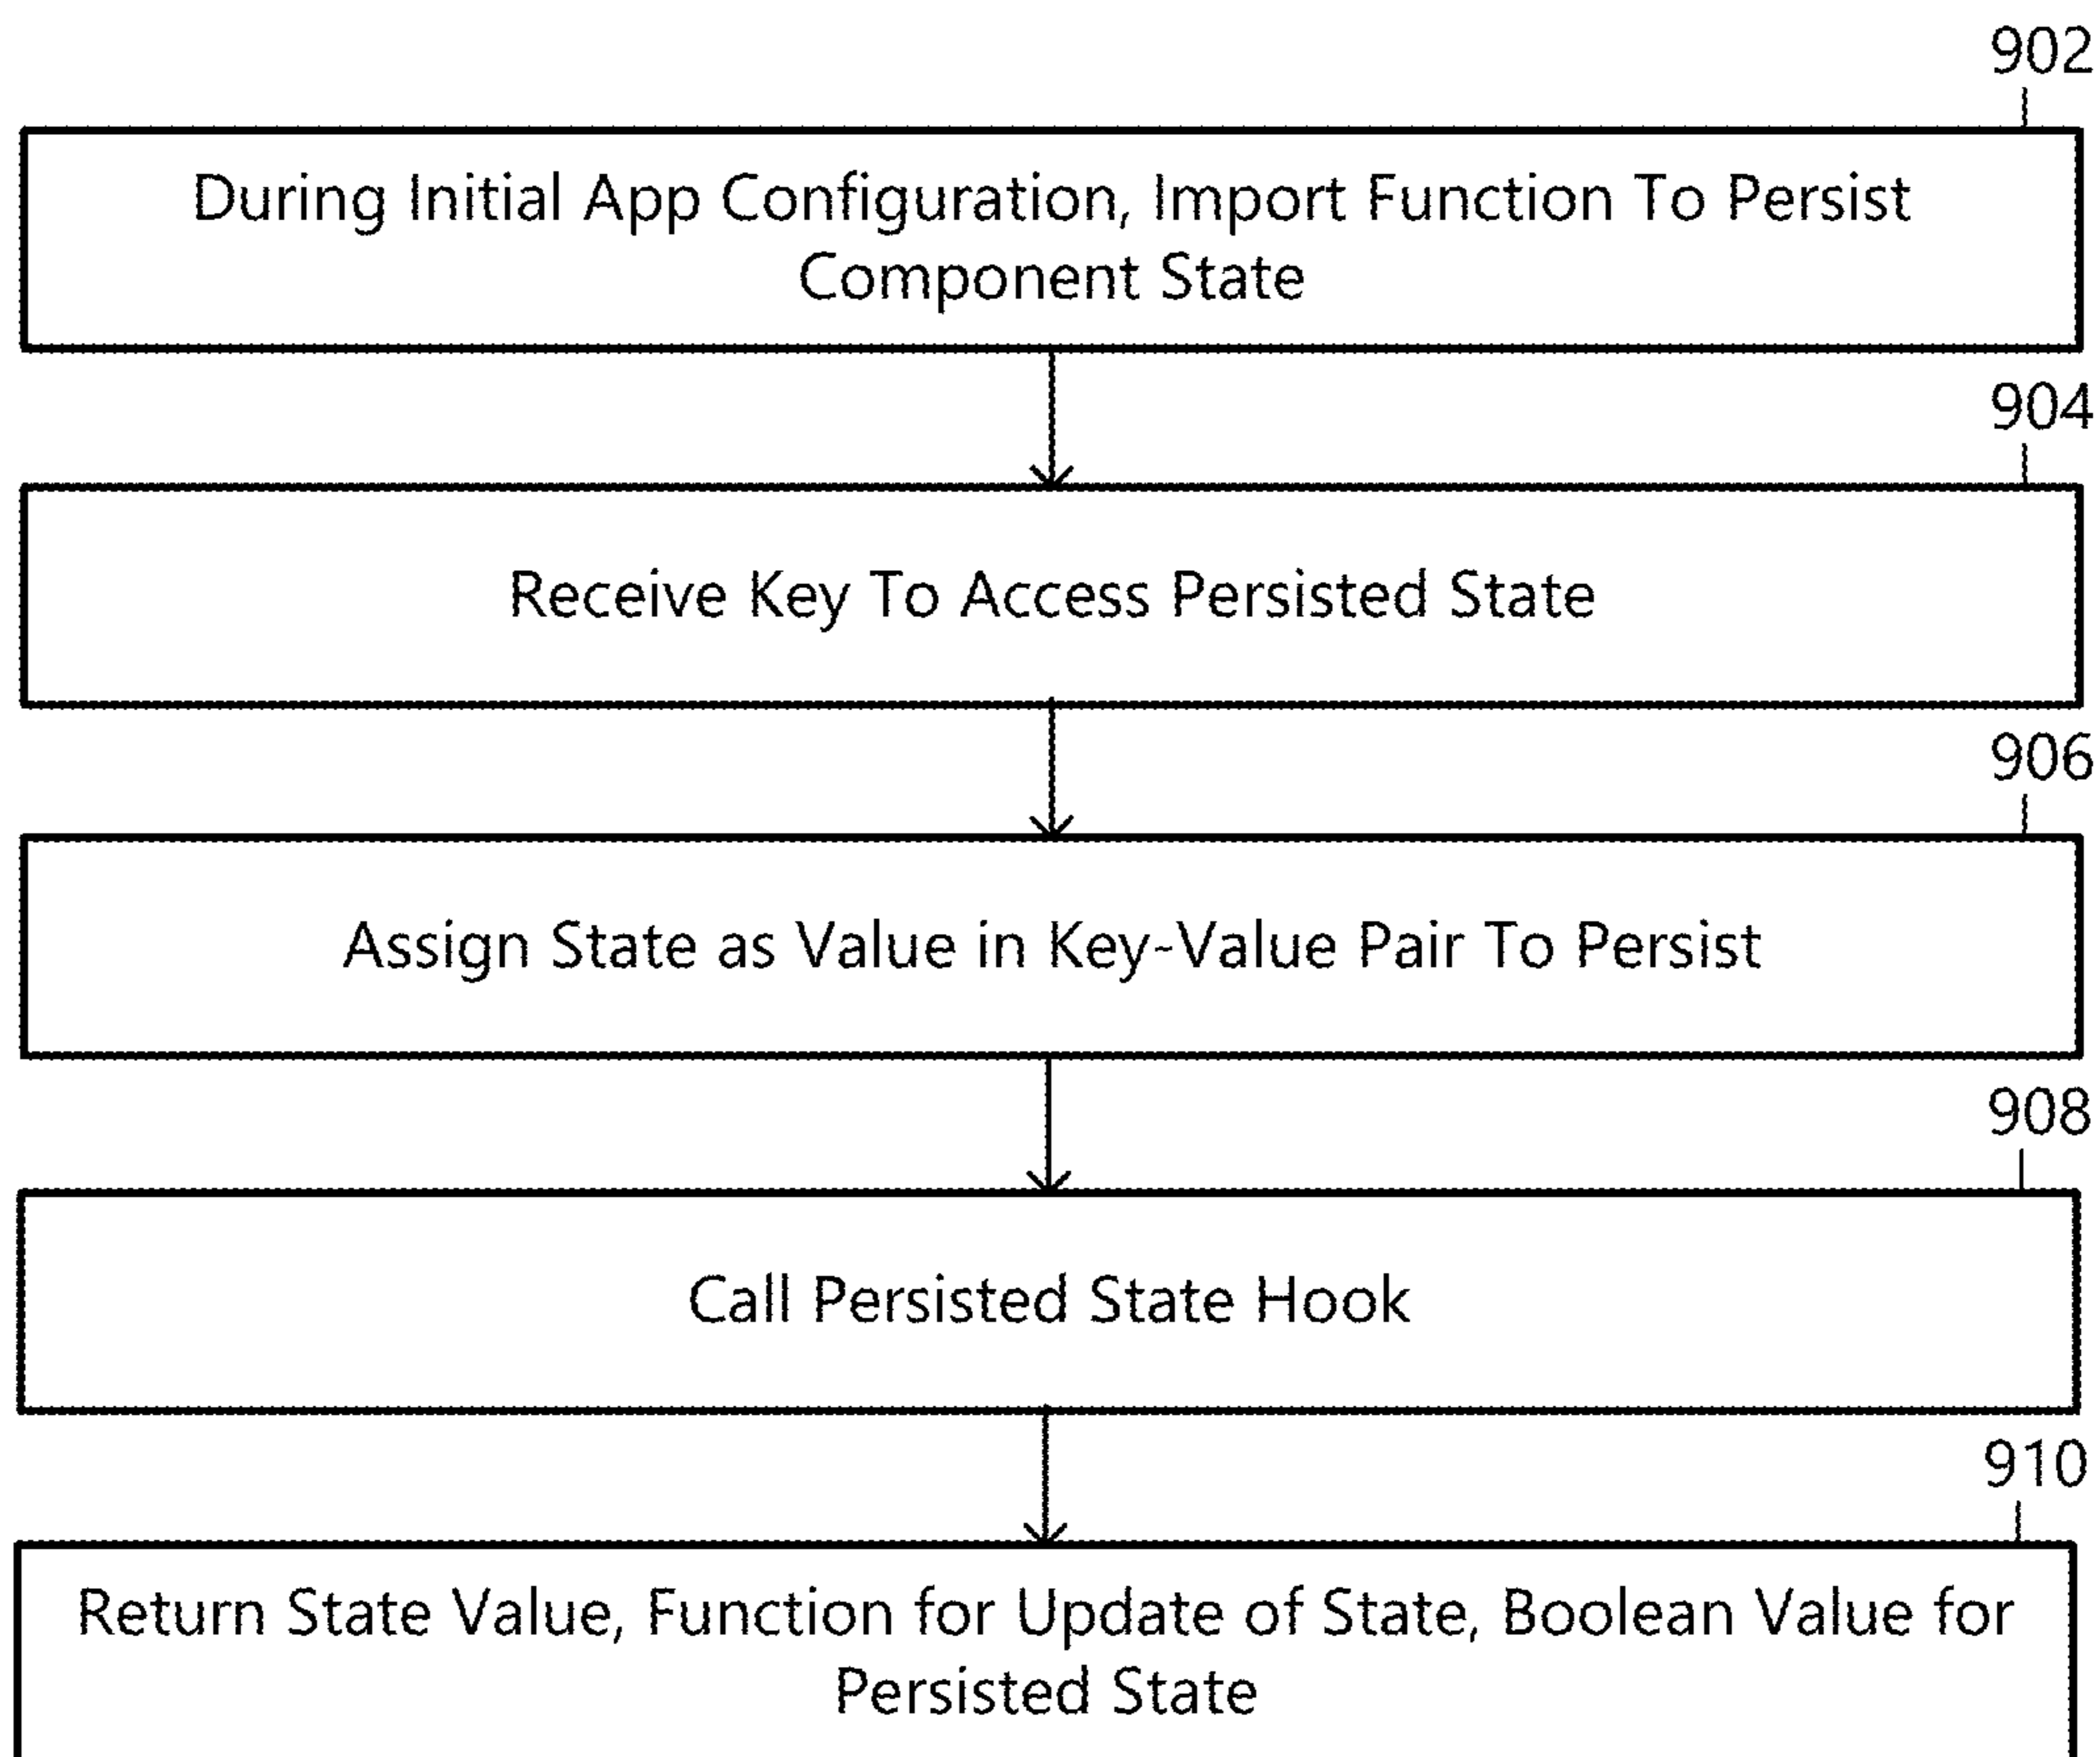 902
During Initial App Configuration, Import Function To Persist
Component State
904
Receive Key To Access Persisted State
906
Assign State as Value in Key-Value Pair To Persist
908
Call Persisted State Hook
910
Return State Value, Function for Update of State, Boolean Value for
Persisted State